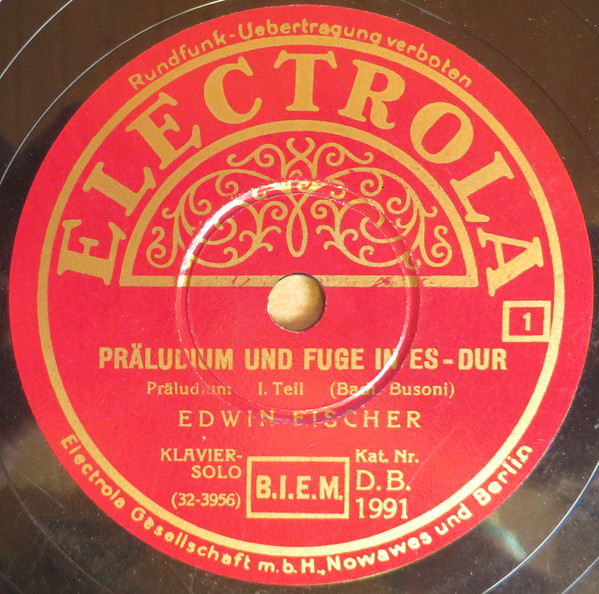 Rundfunk-Uebertragung verboten
ELECTROLA
1
PRÄLUDIUM UND FUGE IN ES-DUR
Präludium I. Teil (Bach Busoni)
EDWIN FISCHER
KLAVIER-
SOLO
(32-3956)
B.I.E.M.
Kat. Nr.
D.B.
1991
Electrola Gesellschaft m.b.H., Nowawes und Berlin